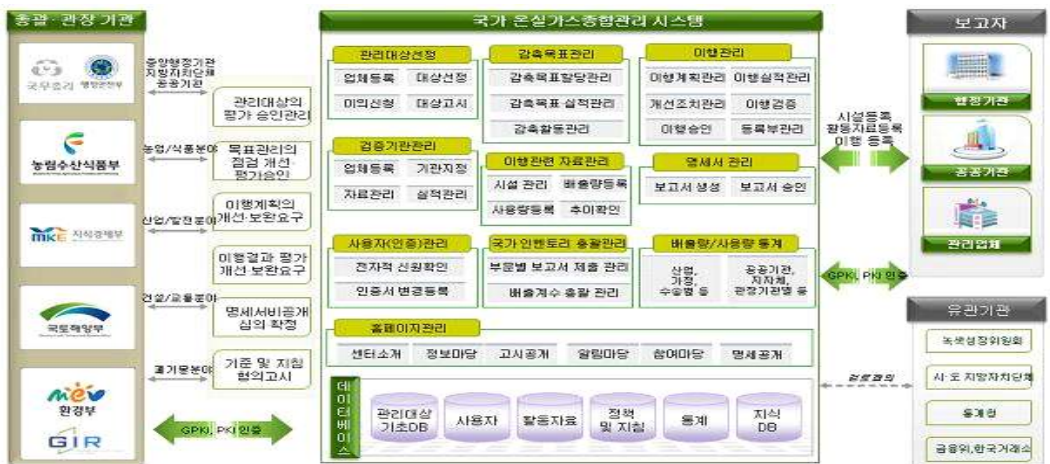 총괄·관장 기관
국무총리
행정안전부
농림수산식품부
mKe 지식경제부
국토해양부
mev
환경부
GIR
중앙행정기관
지방자치단체
공공기관
농업/식품분야
산업/발전분야
건설/교통분야
폐기물분야
GPKI, PKI 인증
관리대상의
평가 승인관리
목표관리의
점검 개선·
평가승인
이행계획의
개선·보완요구
이행결과 평가
개선·보완요구
명세서비공개
심의·확정
기준 및 지침
협의고시
국가 온실가스종합관리 시스템
관리대상선정
업체등록 대상선정
이의신청 대상고시
감축목표관리
감축목표할당관리
감축목표 실적관리
감축활동관리
이행관리
이행계획관리 이행실적관리
개선조치관리 이행검증
이행승인 등록부관리
검증기관관리
업체등록 기관지정
자료관리 실적관리
이행관련 자료관리
시설 관리 배출량등록
사용량등록 추이확인
명세서 관리
보고서 생성 보고서 승인
사용자(인증)관리
전자적 신원확인
인증서 변경등록
국가 인벤토리 총괄관리
부문별 보고서 제출 관리
배출계수 총괄 관리
배출량/사용량 통계
산업,
가정,
수송별 등
공공기관,
지자체,
관장기관별 등
홈페이지관리
센터소개 정보마당 고시공개 알림마당 참여마당 명세공개
데이터베이스
관리대상
기초DB
사용자
활동자료
정책
및 지침
통계
지식
DB
시설등록
활동자료등록
이행 등록
GPKI, PKI 인증
보고자
행정기관
공공기관
관리업체
유관기관
녹색성장위원회
시·도 지방자치단체
통계청
금융위,한국거래소